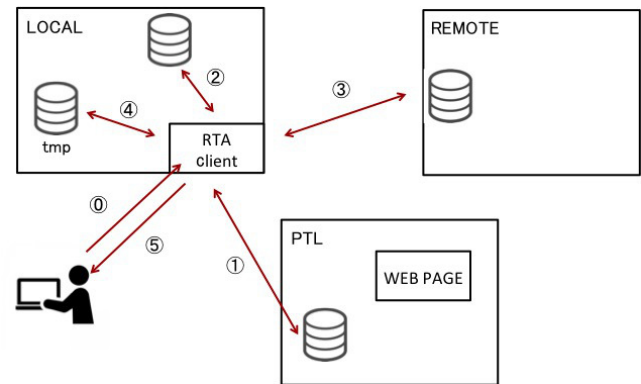 LOCAL
REMOTE
②
③
④
tmp
RTA
client
⓪
⑤
①
PTL
WEB PAGE